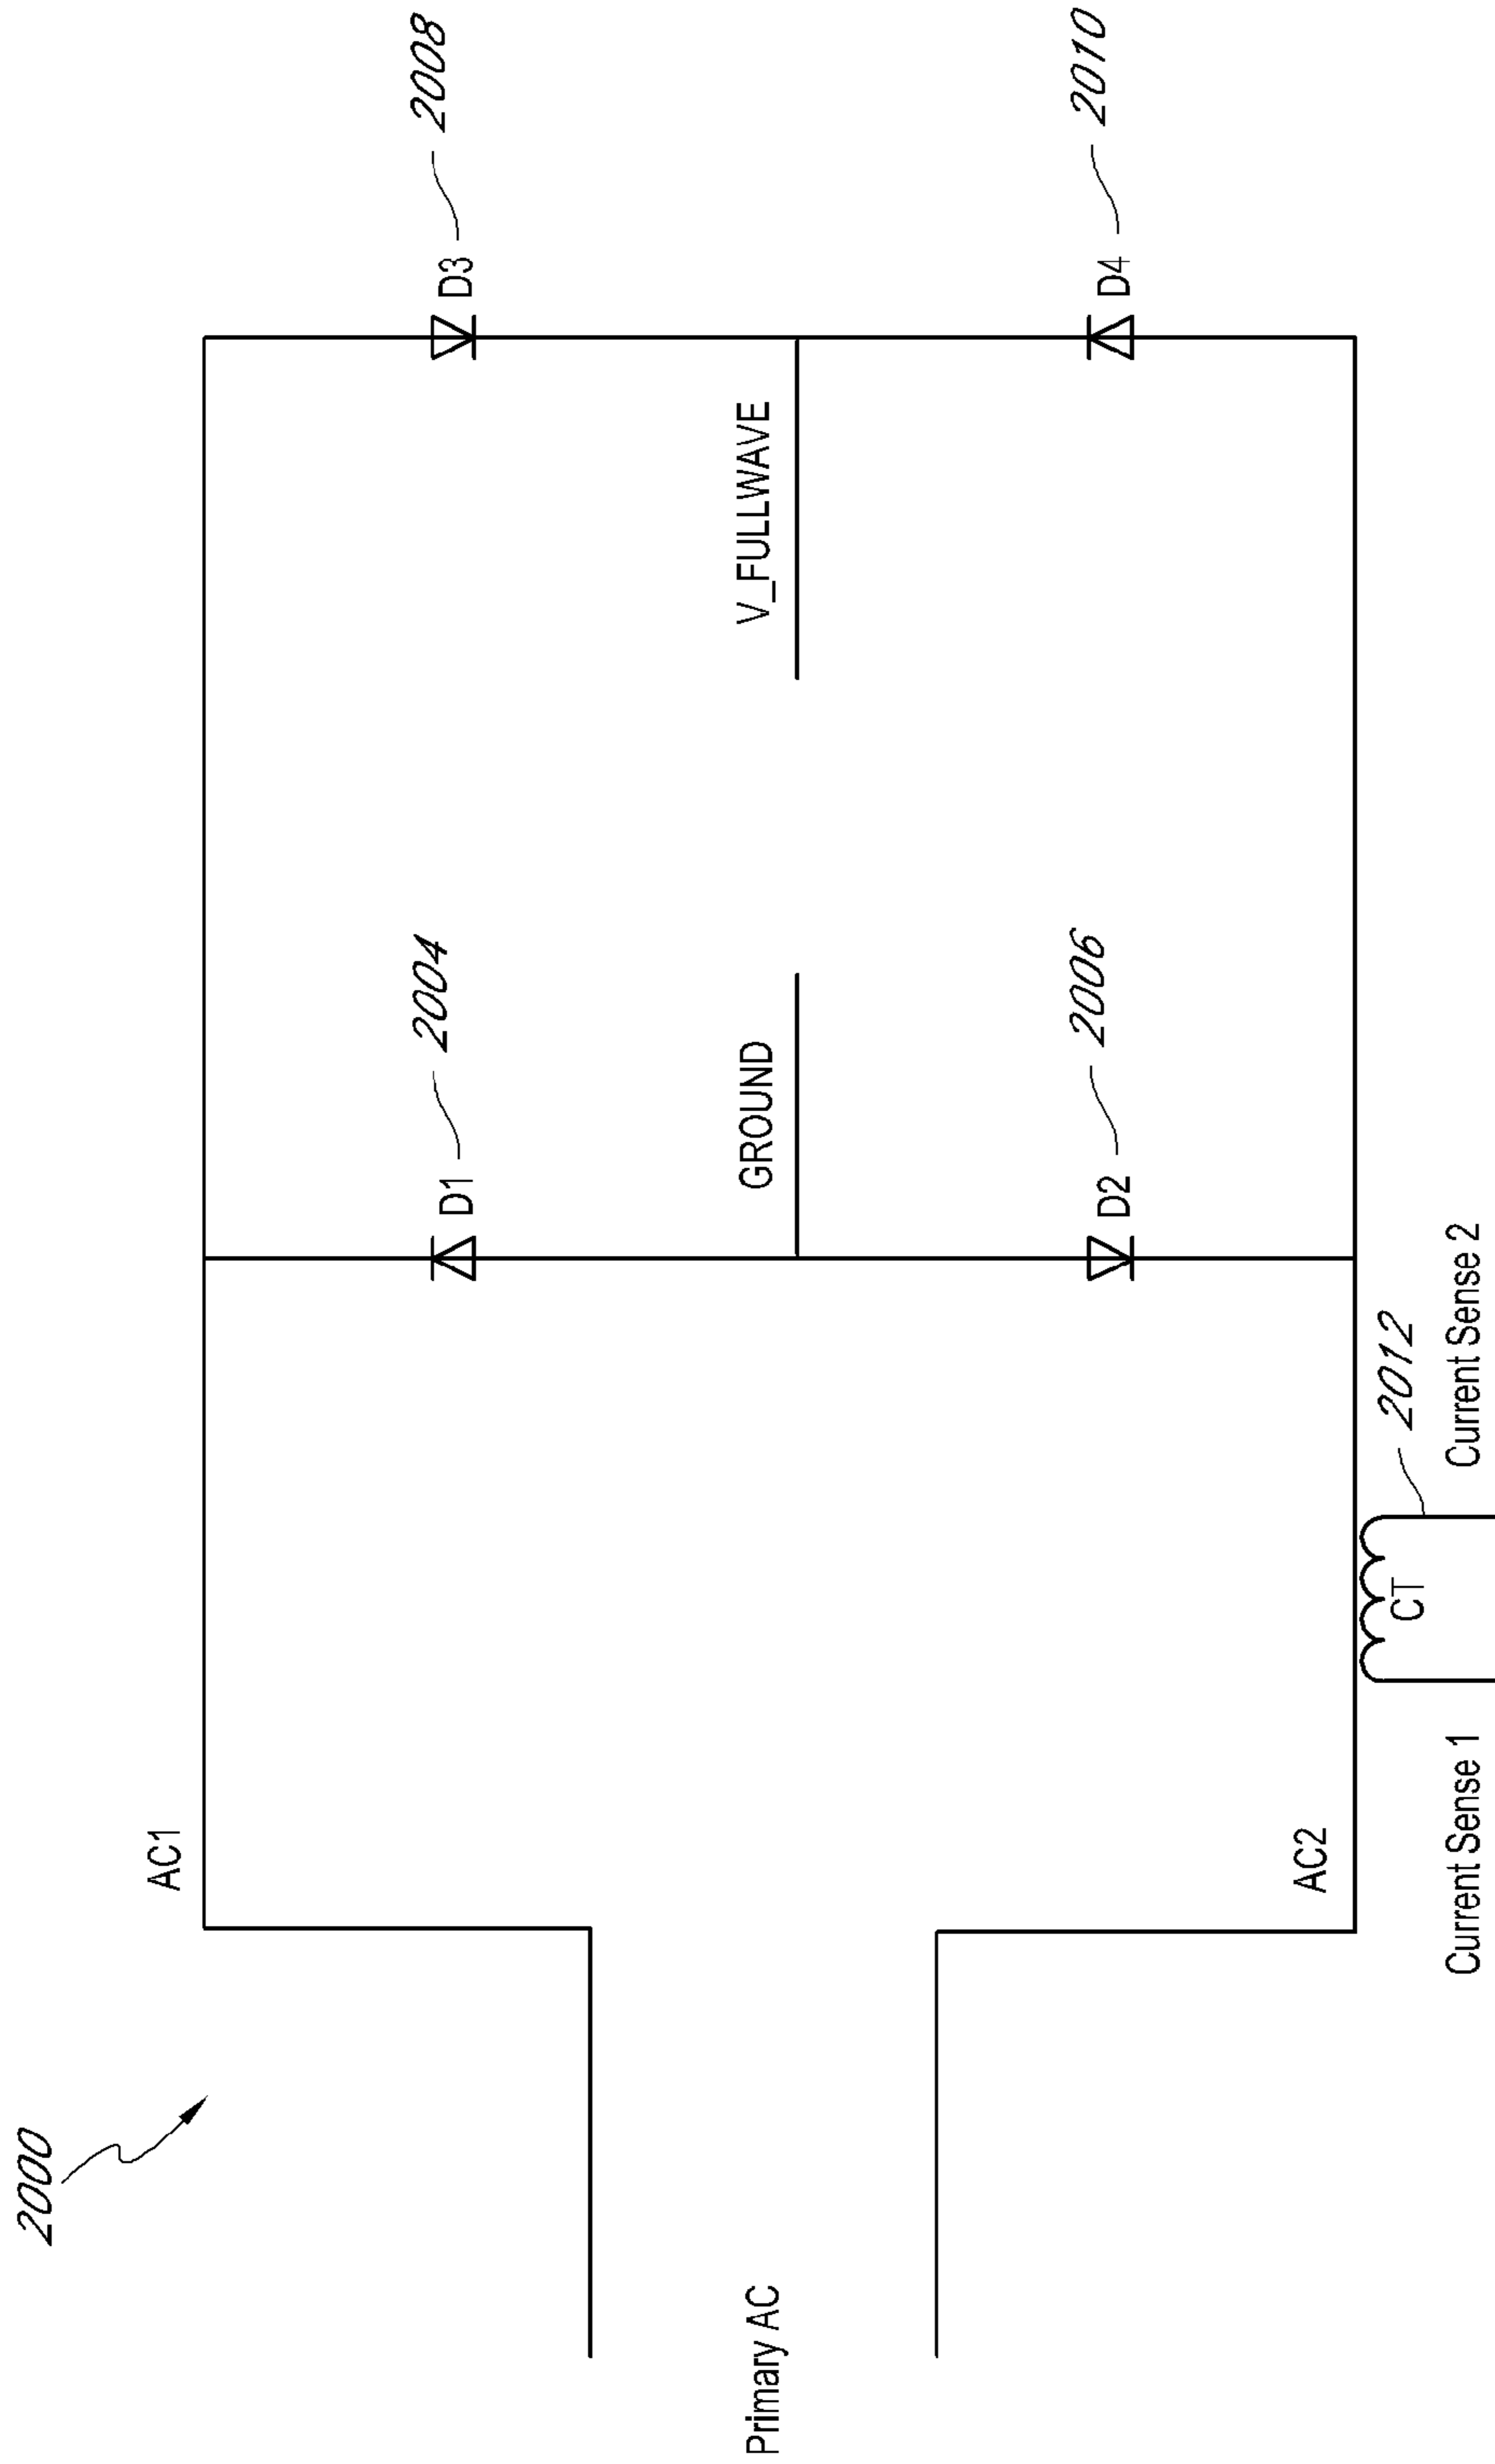 2000
AC1
D1
2004
D3
2008
Primary AC
GROUND
V_FULLWAVE
D2
2006
D4
2010
AC2
CT
2012
Current Sense 1
Current Sense 2